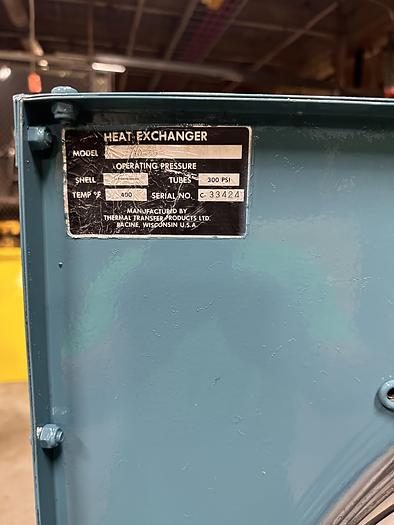 HEAT EXCHANGER
MODEL
OPERATING PRESSURE
SHELL TUBES 300 PSI
TEMP °F 400 SERIAL NO. C-33424
MANUFACTURED BY
THERMAL TRANSFER PRODUCTS LTD.
RACINE, WISCONSIN U.S.A.